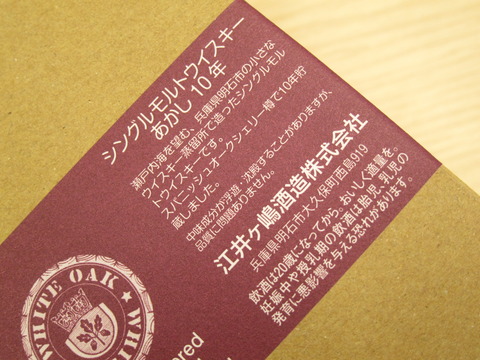 シングルモルトウイスキー
あかし 10年
瀬戸内海を望む、兵庫県明石市の小さな
ウイスキー蒸留所で造ったシングルモル
トウイスキーです。
スパニッシュオークシェリー樽で10年貯
蔵しました。
中味成分が浮遊・沈殿することがありますが、
品質に問題ありません。
江井ヶ嶋酒造株式会社
兵庫県明石市大久保町西島919
飲酒は20歳になってから。おいしく適量を。
妊娠中や授乳期の飲酒は胎児・乳児の
発育に悪影響を与える恐れがあります。
WHITE OAK